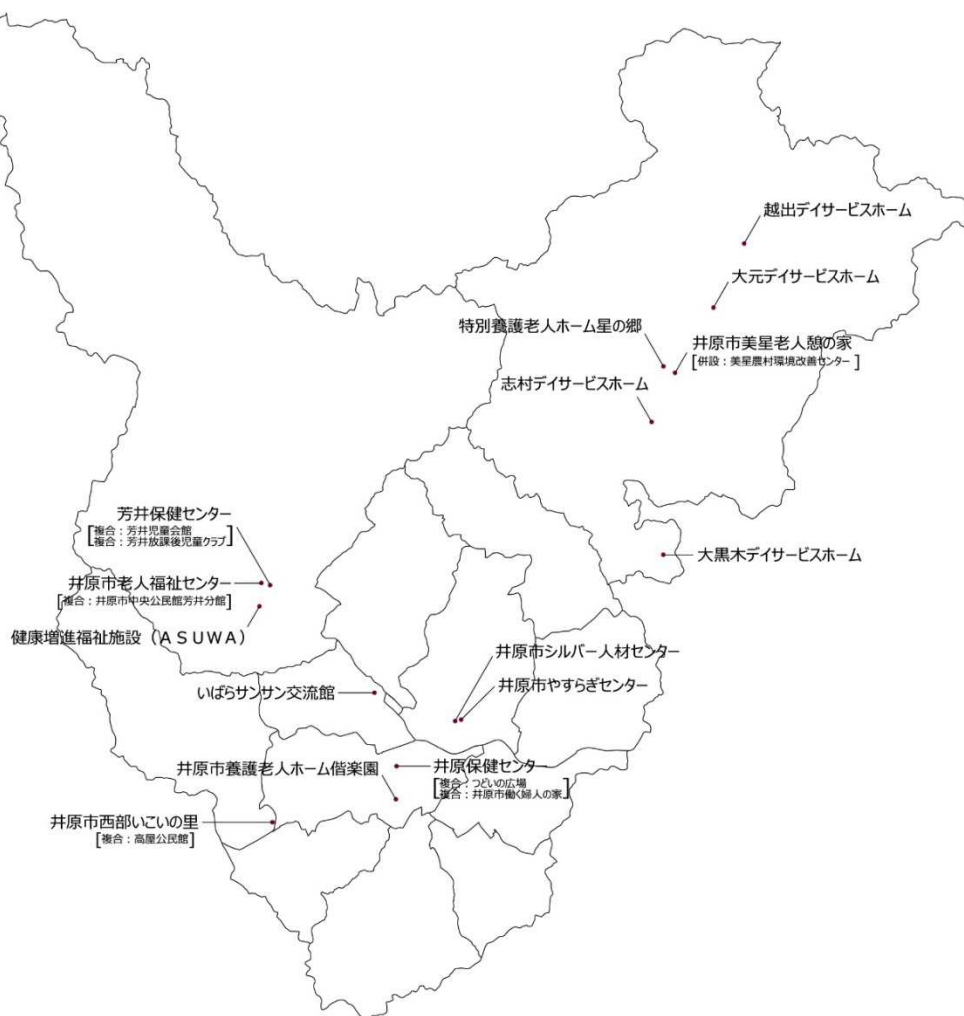 越出デイサービスホーム
大元デイサービスホーム
特別養護老人ホーム星の郷
井原市美星老人憩の家
[併設：美星農村環境改善センター]
志村デイサービスホーム
芳井保健センター
[複合：芳井児童会館
複合：芳井放課後児童クラブ]
大黒木デイサービスホーム
井原市老人福祉センター
[複合：井原市中央公民館芳井分館]
健康増進福祉施設（ＡＳＵＷＡ）
井原市シルバー人材センター
井原市やすらぎセンター
いばらサンサン交流館
井原市養護老人ホーム偕楽園
井原保健センター
[複合：つどいの広場
複合：井原市働く婦人の家]
井原市西部いこいの里
[複合：高屋公民館]